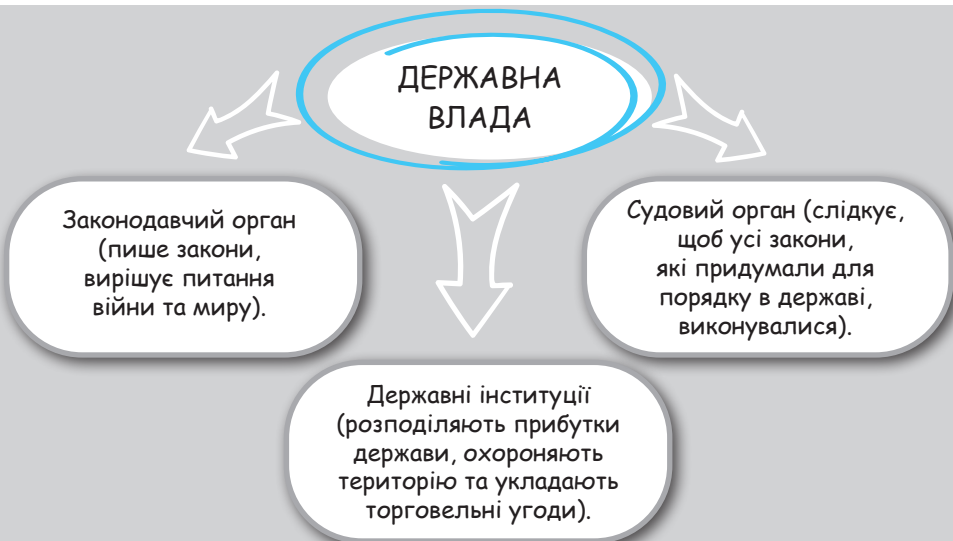 ДЕРЖАВНА
ВЛАДА
Законодавчий орган
(пише закони,
вирішує питання
війни та миру).
Судовий орган (слідкує,
щоб усі закони,
які придумали для
порядку в державі,
виконувалися).
Державні інституції
(розподіляють прибутки
держави, охороняють
територію та укладають
торговельні угоди).